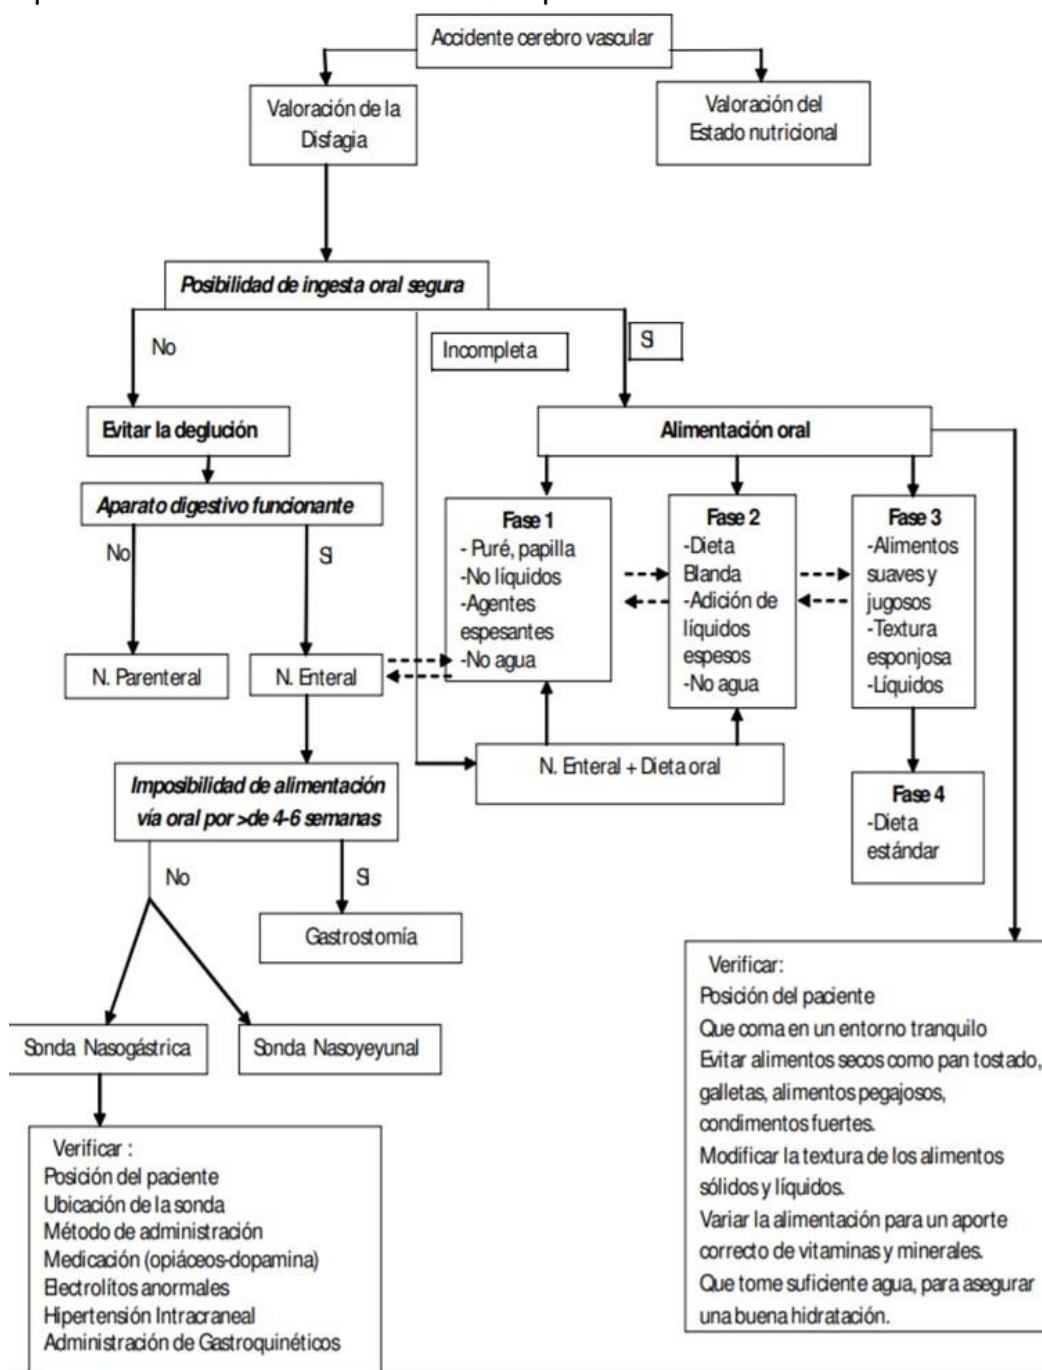 Accidente cerebro vascular
Valoración de la
Disfagia
Valoración del
Estado nutricional
Posibilidad de ingesta oral segura
No
Incompleta
SI
Evitar la deglución
Alimentación oral
Aparato digestivo funcionante
No
SI
N. Parenteral
N. Enteral
Fase 1
- Puré, papilla
-No líquidos
-Agentes
espesantes
-No agua
Fase 2
-Dieta
Blanda
-Adición de
líquidos
espesos
-No agua
Fase 3
-Alimentos
suaves y
jugosos
-Textura
esponjosa
-Líquidos
N. Enteral + Dieta oral
Fase 4
-Dieta
estándar
Imposibilidad de alimentación
vía oral por >de 4-6 semanas
No
SI
Gastrostomía
Sonda Nasogástrica
Sonda Nasoyeyunal
Verificar :
Posición del paciente
Ubicación de la sonda
Método de administración
Medicación (opiáceos-dopamina)
Electrolítos anormales
Hipertensión Intracraneal
Administración de Gastroquinéticos
Verificar:
Posición del paciente
Que coma en un entorno tranquilo
Evitar alimentos secos como pan tostado,
galletas, alimentos pegajosos,
condimentos fuertes.
Modificar la textura de los alimentos
sólidos y líquidos.
Variar la alimentación para un aporte
correcto de vitaminas y minerales.
Que tome suficiente agua, para asegurar
una buena hidratación.